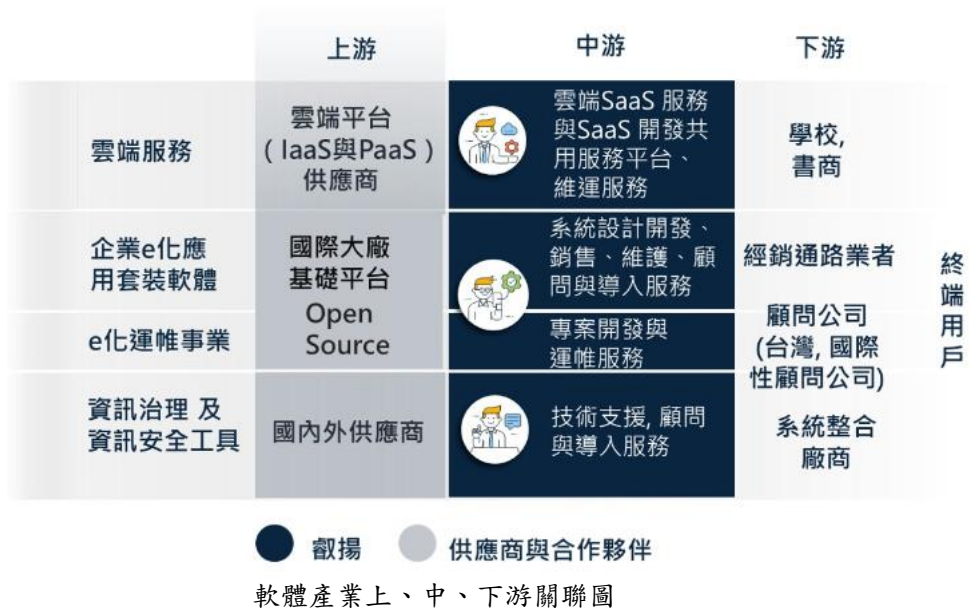 上游
中游
下游
雲端服務
雲端平台
( IaaS與PaaS )
供應商
雲端SaaS 服務
與SaaS 開發共
用服務平台、
維運服務
學校,
書商
企業e化應
用套裝軟體
國際大廠
基礎平台
Open
Source
系統設計開發、
銷售、維護、顧
問與導入服務
經銷通路業者
e化運帷事業
專案開發與
運帷服務
顧問公司
(台灣, 國際
性顧問公司)
資訊治理 及
資訊安全工具
國內外供應商
技術支援, 顧問
與導入服務
系統整合
廠商
終端用戶
叡揚
供應商與合作夥伴
軟體產業上、中、下游關聯圖